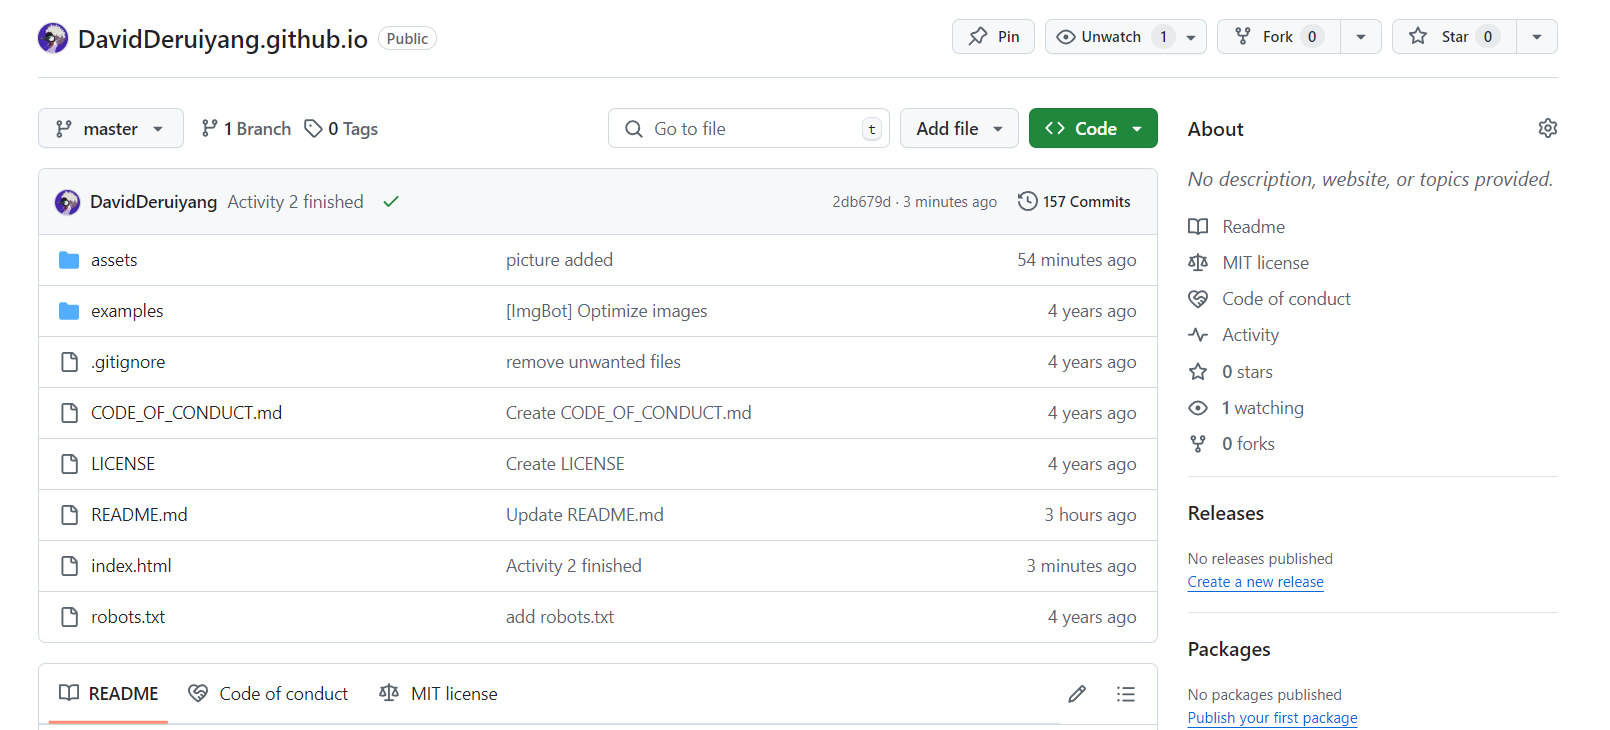 DavidDeruiyang.github.io Public
Pin Unwatch 1 Fork 0 Star 0
master 1 Branch 0 Tags Go to file t Add file Code
DavidDeruiyang Activity 2 finished 2db679d · 3 minutes ago 157 Commits
assets picture added 54 minutes ago
examples [ImgBot] Optimize images 4 years ago
.gitignore remove unwanted files 4 years ago
CODE_OF_CONDUCT.md Create CODE_OF_CONDUCT.md 4 years ago
LICENSE Create LICENSE 4 years ago
README.md Update README.md 3 hours ago
index.html Activity 2 finished 3 minutes ago
robots.txt add robots.txt 4 years ago
README Code of conduct MIT license
About
No description, website, or topics provided.
Readme
MIT license
Code of conduct
Activity
0 stars
1 watching
0 forks
Releases
No releases published
Create a new release
Packages
No packages published
Publish your first package